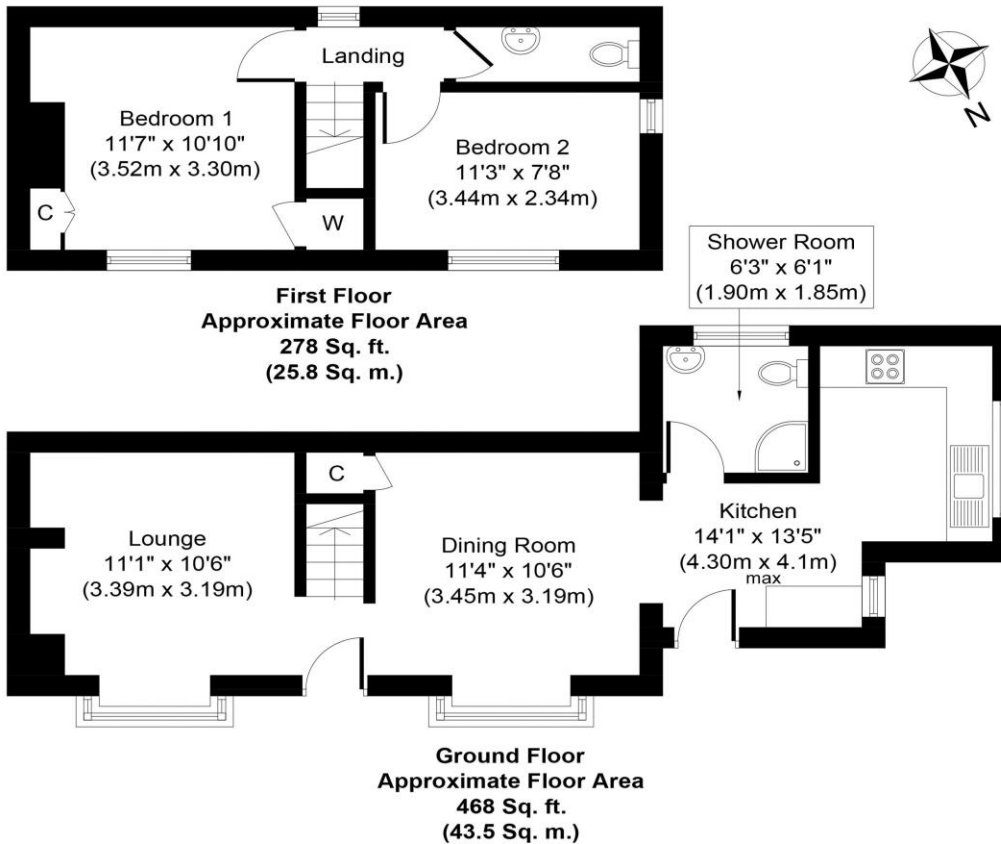 Landing
Bedroom 1
11'7" x 10'10"
(3.52m x 3.30m)
Bedroom 2
11'3" x 7'8"
(3.44m x 2.34m)
C
W
N
First Floor
Approximate Floor Area
278 Sq. ft.
(25.8 Sq. m.)
Shower Room
6'3" x 6'1"
(1.90m x 1.85m)
C
Lounge
11'1" x 10'6"
(3.39m x 3.19m)
Dining Room
11'4" x 10'6"
(3.45m x 3.19m)
Kitchen
14'1" x 13'5"
(4.30m x 4.1m)
max
Ground Floor
Approximate Floor Area
468 Sq. ft.
(43.5 Sq. m.)